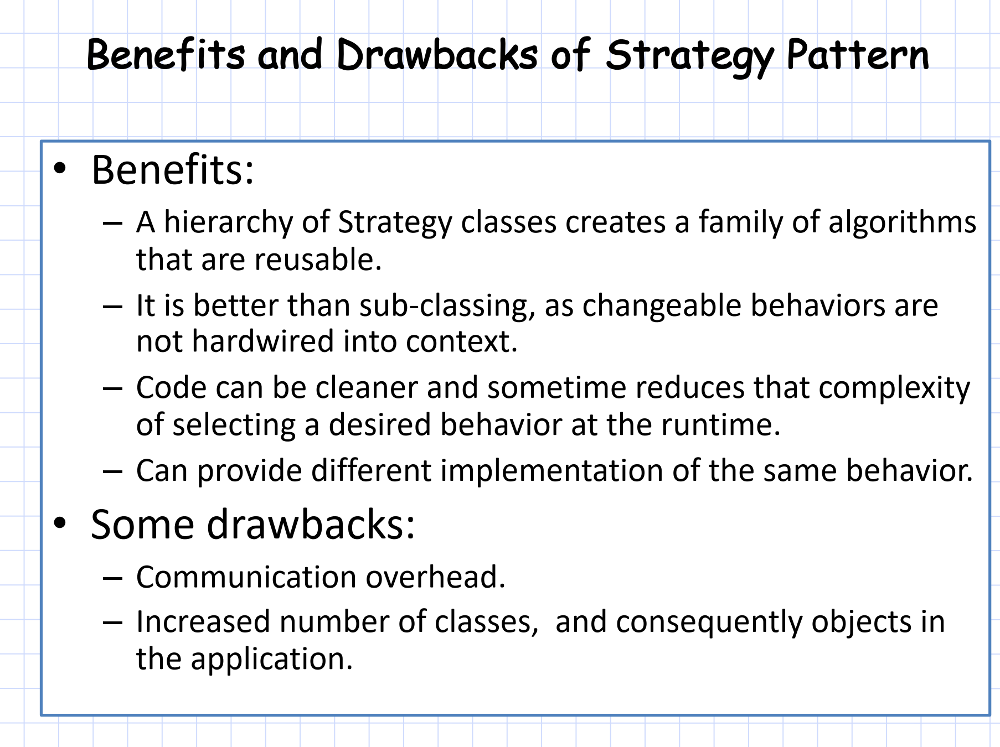 Benefits and Drawbacks of Strategy Pattern
• Benefits:
– A hierarchy of Strategy classes creates a family of algorithms
that are reusable.
– It is better than sub-classing, as changeable behaviors are
not hardwired into context.
– Code can be cleaner and sometime reduces that complexity
of selecting a desired behavior at the runtime.
– Can provide different implementation of the same behavior.
• Some drawbacks:
– Communication overhead.
– Increased number of classes,  and consequently objects in
the application.